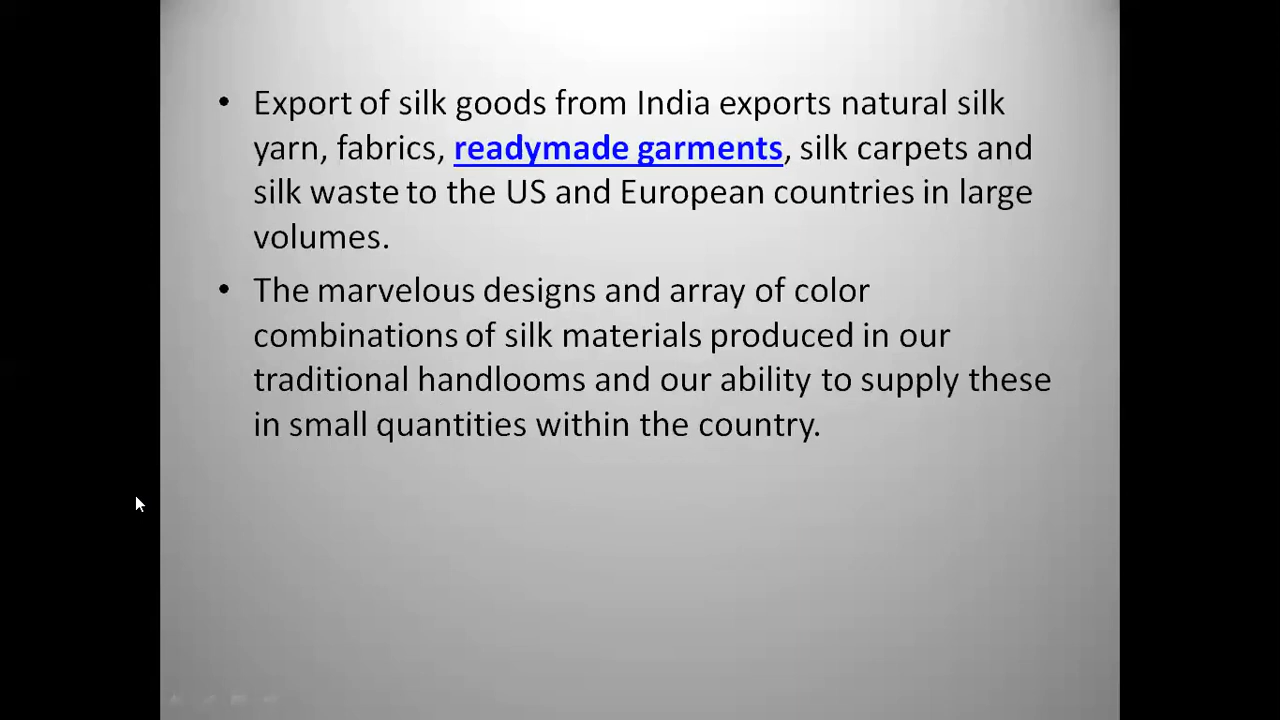 • Export of silk goods from India exports natural silk
yarn, fabrics, readymade garments, silk carpets and
silk waste to the US and European countries in large
volumes.
• The marvelous designs and array of color
combinations of silk materials produced in our
traditional handlooms and our ability to supply these
in small quantities within the country.